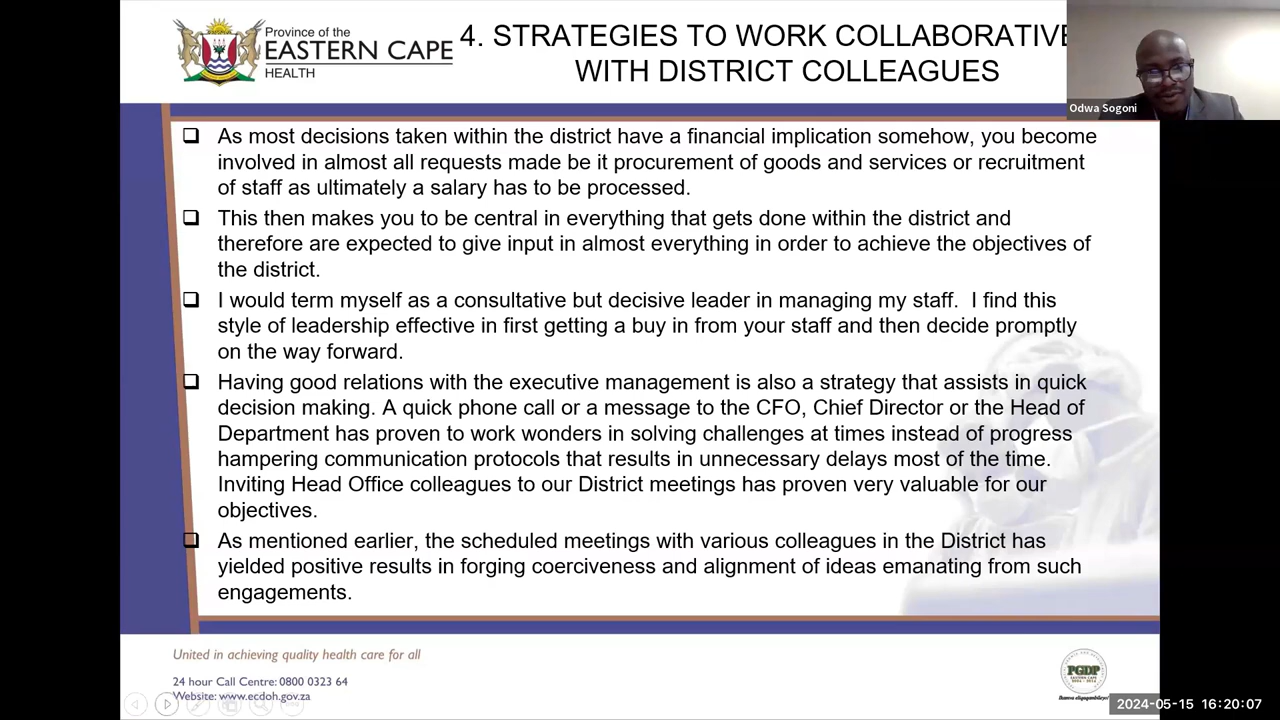 Province of the
EASTERN CAPE
HEALTH
4. STRATEGIES TO WORK COLLABORATIVE
WITH DISTRICT COLLEAGUES
Odwa Sogoni
As most decisions taken within the district have a financial implication somehow, you become
involved in almost all requests made be it procurement of goods and services or recruitment
of staff as ultimately a salary has to be processed.
This then makes you to be central in everything that gets done within the district and
therefore are expected to give input in almost everything in order to achieve the objectives of
the district.
I would term myself as a consultative but decisive leader in managing my staff.  I find this
style of leadership effective in first getting a buy in from your staff and then decide promptly
on the way forward.
Having good relations with the executive management is also a strategy that assists in quick
decision making. A quick phone call or a message to the CFO, Chief Director or the Head of
Department has proven to work wonders in solving challenges at times instead of progress
hampering communication protocols that results in unnecessary delays most of the time.
Inviting Head Office colleagues to our District meetings has proven very valuable for our
objectives.
As mentioned earlier, the scheduled meetings with various colleagues in the District has
yielded positive results in forging coerciveness and alignment of ideas emanating from such
engagements.
United in achieving quality health care for all
24 hour Call Centre: 0800 0323 64
Website: www.ecdoh.gov.za
PGDP
2024-05-15 16:20:07